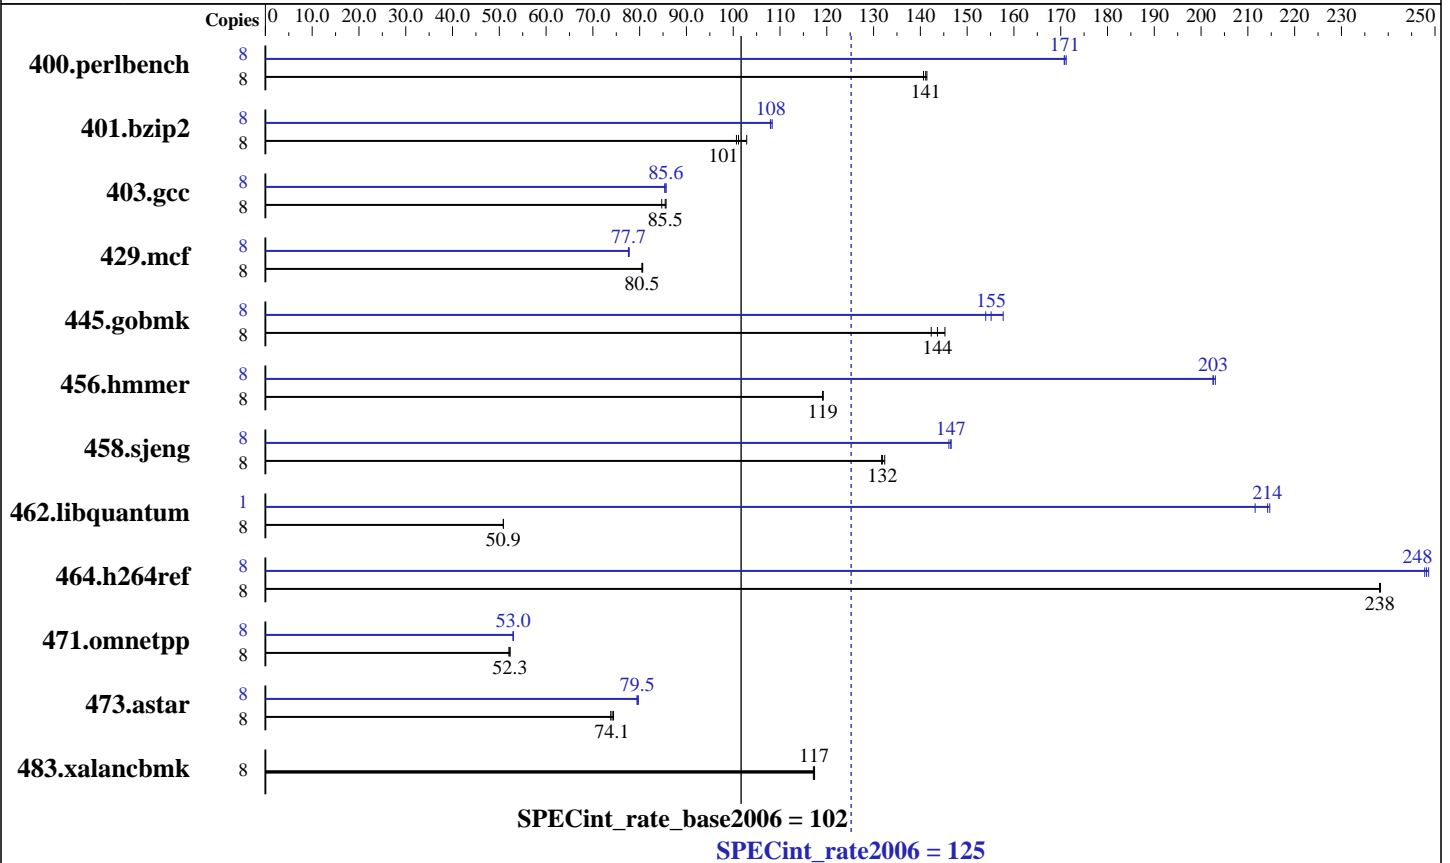 Copies 0 10.0 20.0 30.0 40.0 50.0 60.0 70.0 80.0 90.0 100 110 120 130 140 150 160 170 180 190 200 210 220 230 250
400.perlbench 8 171
8 141
401.bzip2 8 108
8 101
403.gcc 8 85.6
8 85.5
429.mcf 8 77.7
8 80.5
445.gobmk 8 155
8 144
456.hmmer 8 203
8 119
458.sjeng 8 147
8 132
462.libquantum 1 214
8 50.9
464.h264ref 8 248
8 238
471.omnetpp 8 53.0
8 52.3
473.astar 8 79.5
8 74.1
483.xalancbmk 8 117
SPECint_rate_base2006 = 102
SPECint_rate2006 = 125